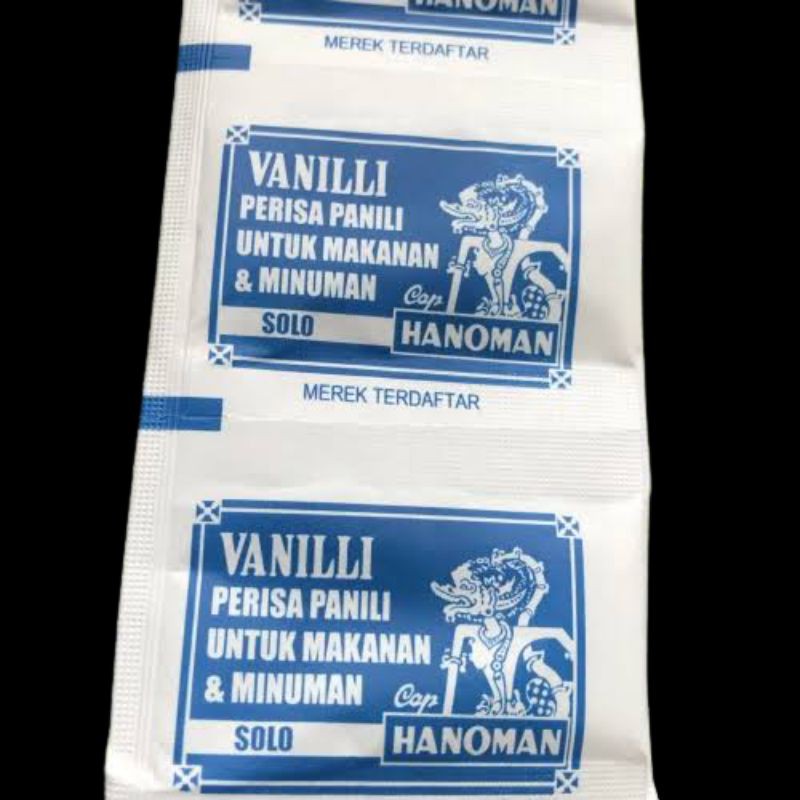 HANOMAN
MEREK TERDAFTAR
VANILLI
PERISA PANILI
UNTUK MAKANAN
& MINUMAN
Cap
SOLO
HANOMAN
MEREK TERDAFTAR
VANILLI
PERISA PANILI
UNTUK MAKANAN
& MINUMAN
Cap
SOLO
HANOMAN